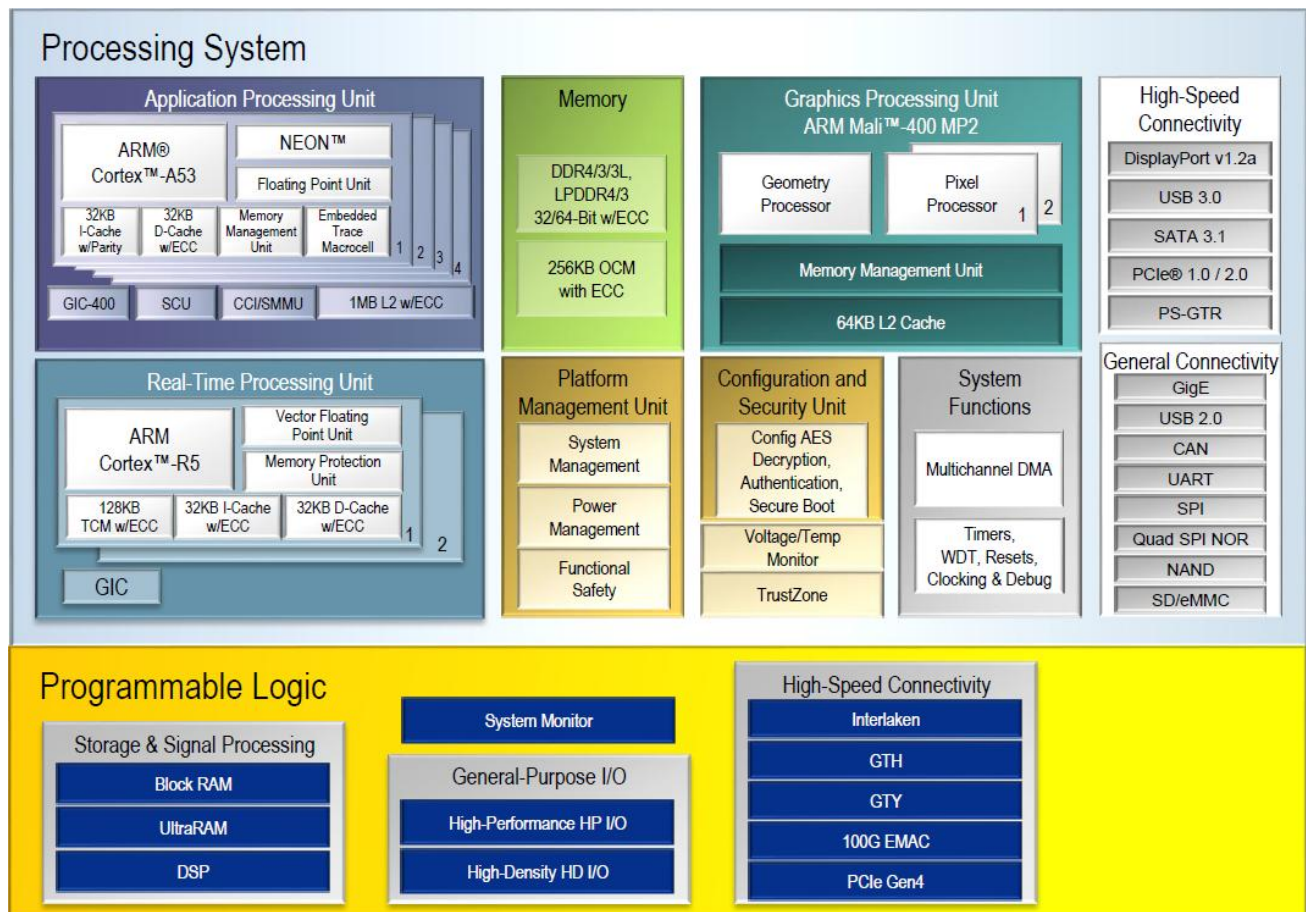 Processing System
Application Processing Unit
ARM®
Cortex™-A53
NEON™
Floating Point Unit
32KB
I-Cache
w/Parity
32KB
D-Cache
w/ECC
Memory
Management
Unit
Embedded
Trace
Macrocell
1
2
3
4
GIC-400
SCU
CCI/SMMU
1MB L2 w/ECC
Memory
DDR4/3/3L,
LPDDR4/3
32/64-Bit w/ECC
256KB OCM
with ECC
Graphics Processing Unit
ARM Mali™-400 MP2
Geometry
Processor
Pixel
Processor
1
2
Memory Management Unit
64KB L2 Cache
High-Speed
Connectivity
DisplayPort v1.2a
USB 3.0
SATA 3.1
PCIe® 1.0 / 2.0
PS-GTR
Real-Time Processing Unit
ARM
Cortex™-R5
Vector Floating
Point Unit
Memory Protection
Unit
128KB
TCM w/ECC
32KB I-Cache
w/ECC
32KB D-Cache
w/ECC
1
2
GIC
Platform
Management Unit
System
Management
Power
Management
Functional
Safety
Configuration and
Security Unit
Config AES
Decryption,
Authentication,
Secure Boot
Voltage/Temp
Monitor
TrustZone
System
Functions
Multichannel DMA
Timers,
WDT, Resets,
Clocking & Debug
General Connectivity
GigE
USB 2.0
CAN
UART
SPI
Quad SPI NOR
NAND
SD/eMMC
Programmable Logic
Storage & Signal Processing
Block RAM
UltraRAM
DSP
System Monitor
General-Purpose I/O
High-Performance HP I/O
High-Density HD I/O
High-Speed Connectivity
Interlaken
GTH
GTY
100G EMAC
PCIe Gen4